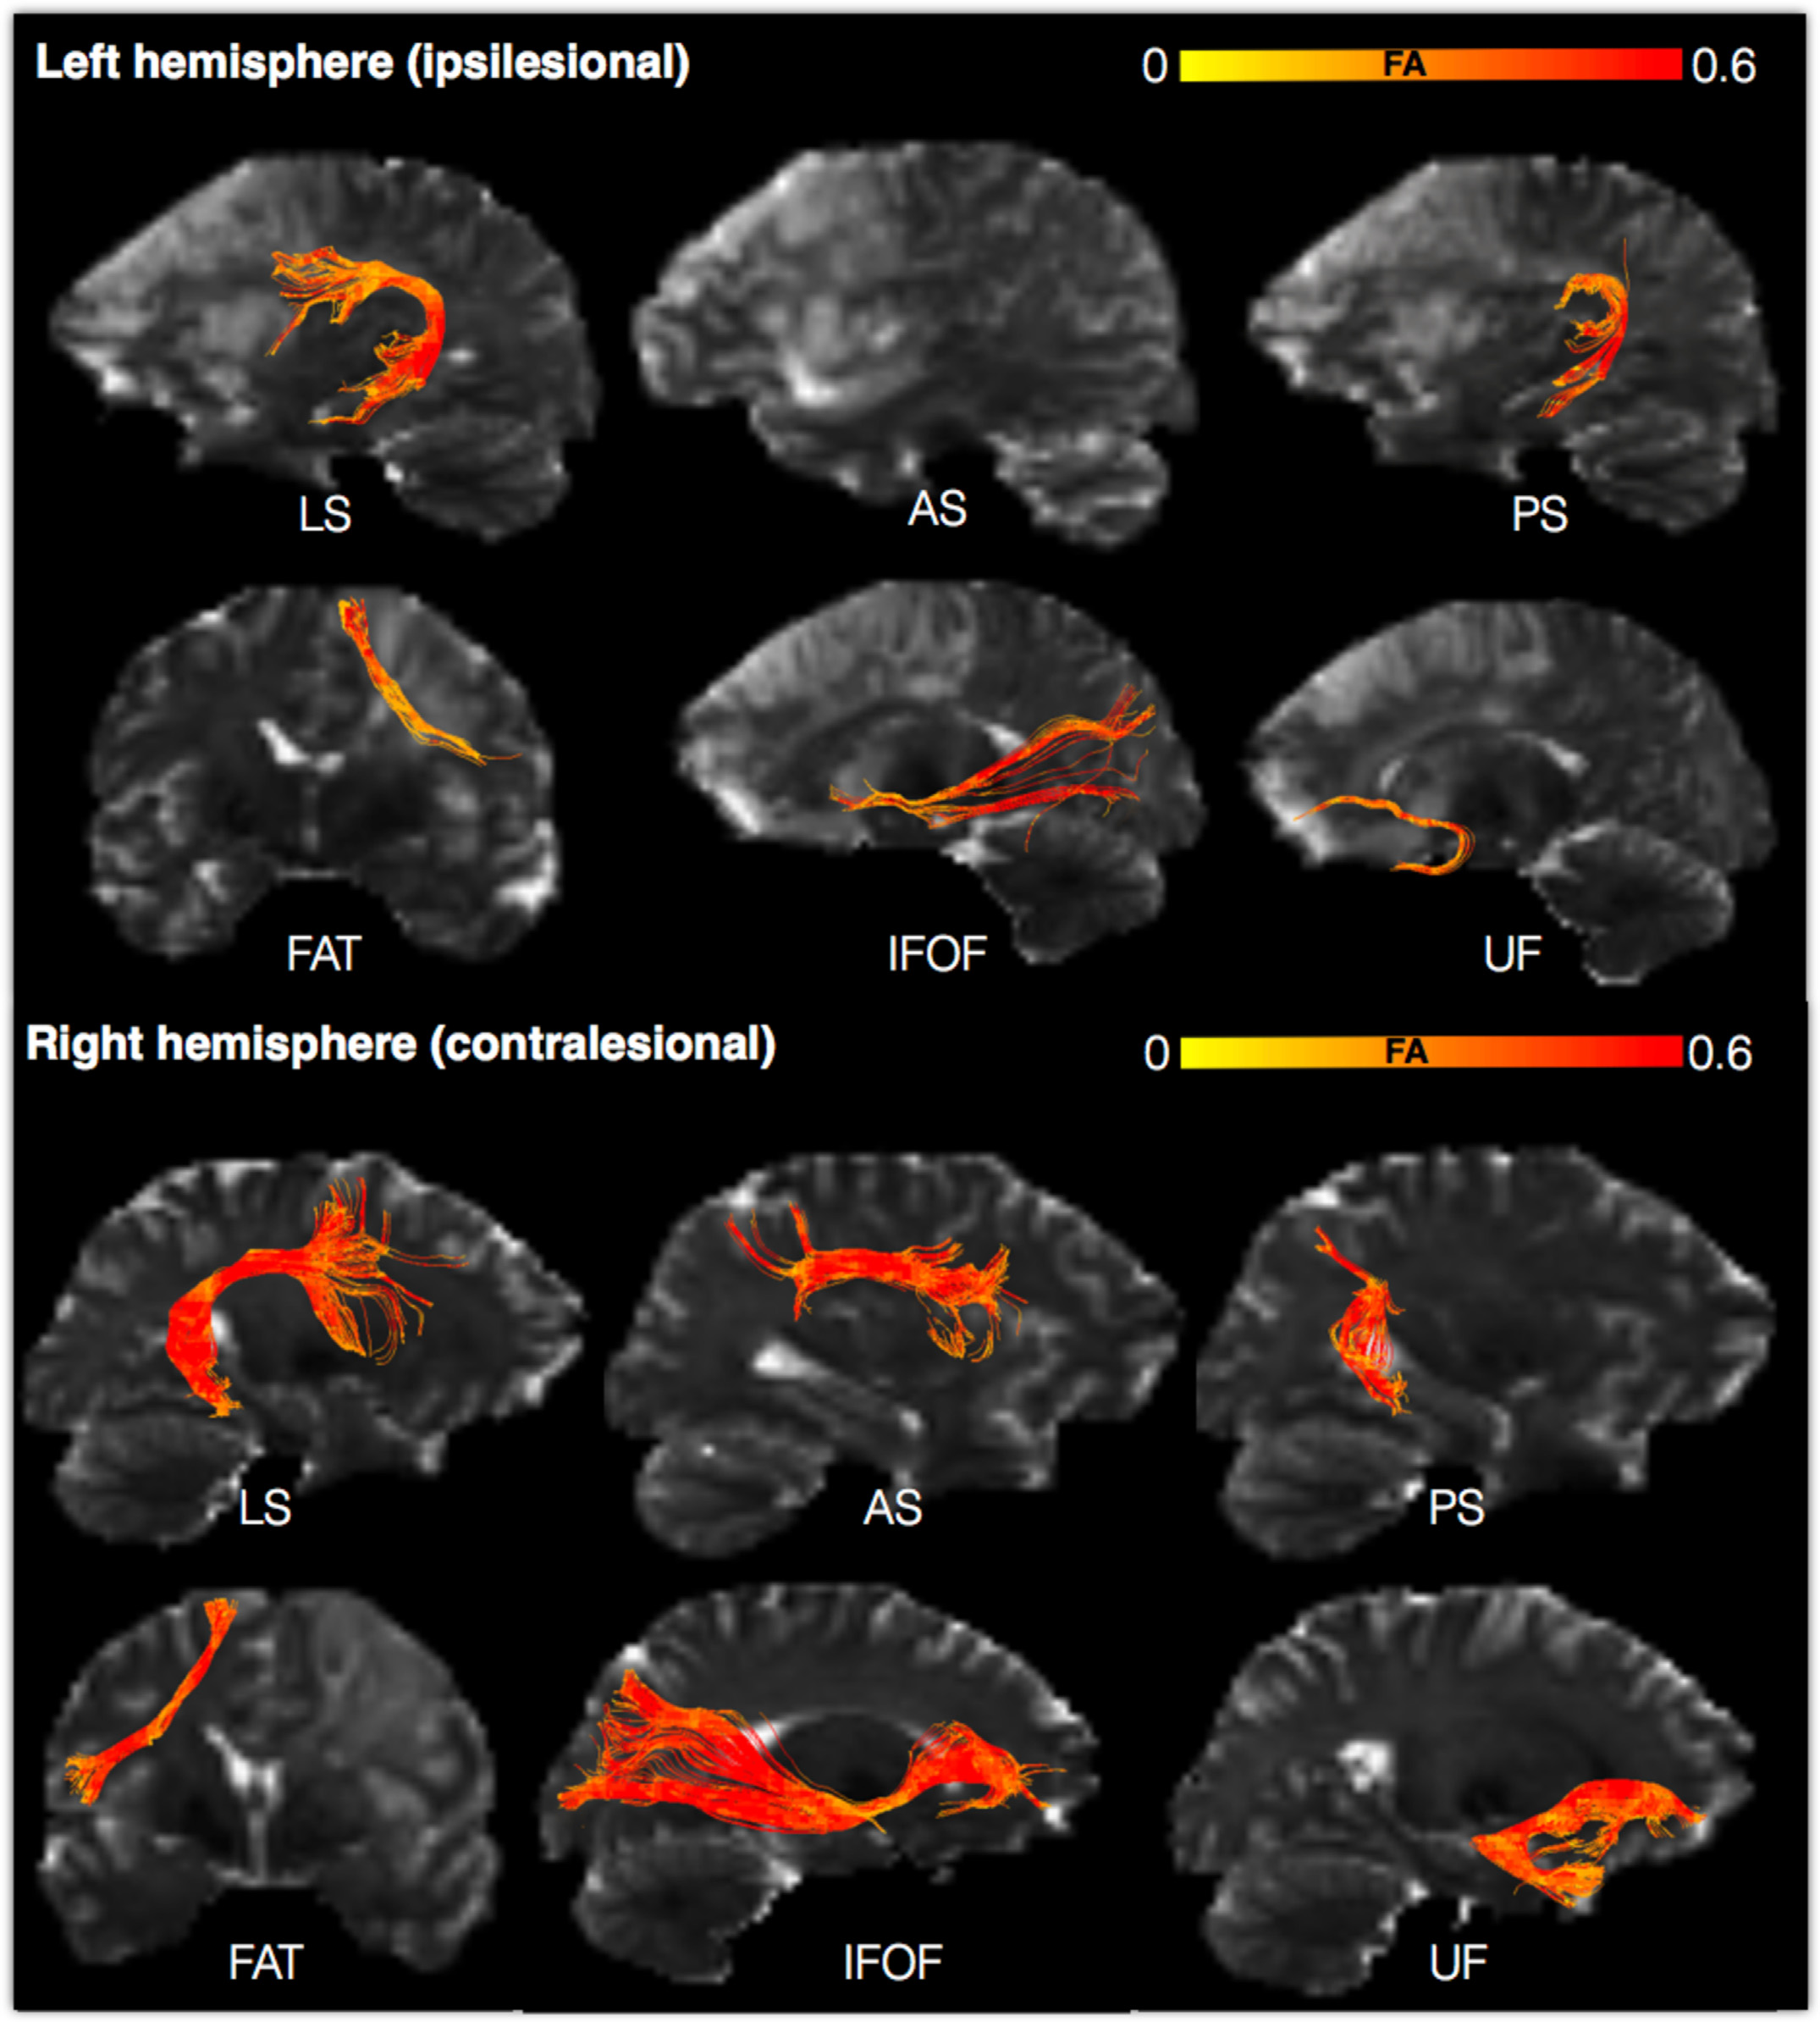 Left hemisphere (ipsilesional)
0 FA 0.6
LS AS PS
FAT IFOF UF
Right hemisphere (contralesional)
0 FA 0.6
LS AS PS
FAT IFOF UF